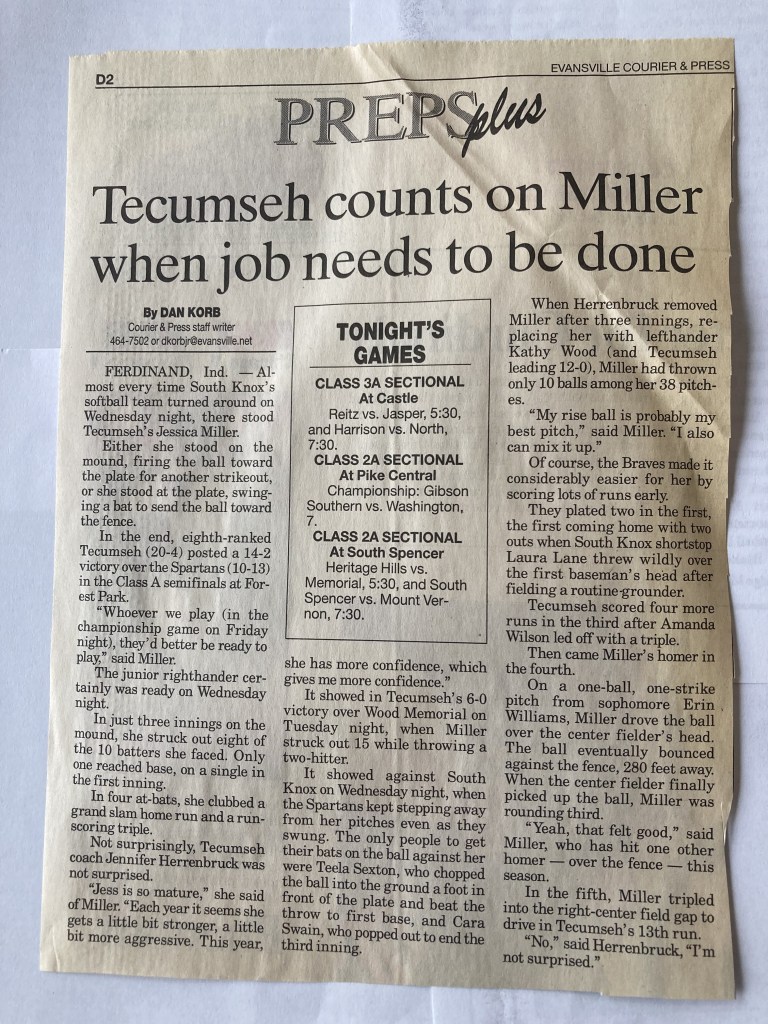 D2
EVANSVILLE COURIER & PRESS
PREPS plus
Tecumseh counts on Miller
when job needs to be done
By DAN KORB
Courier & Press staff writer
464-7502 or dkorbjr@evansville.net
FERDINAND, Ind. — Al-
most every time South Knox's
softball team turned around on
Wednesday night, there stood
Tecumseh's Jessica Miller.
Either she stood on the
mound, firing the ball toward
the plate for another strikeout,
or she stood at the plate, swing-
ing a bat to send the ball toward
the fence.
In the end, eighth-ranked
Tecumseh (20-4) posted a 14-2
victory over the Spartans (10-13)
in the Class A semifinals at For-
est Park.
"Whoever we play (in the
championship game on Friday
night), they'd better be ready to
play," said Miller.
The junior righthander cer-
tainly was ready on Wednesday
night.
In just three innings on the
mound, she struck out eight of
the 10 batters she faced. Only
one reached base, on a single in
the first inning.
In four at-bats, she clubbed a
grand slam home run and a run-
scoring triple.
Not surprisingly, Tecumseh
coach Jennifer Herrenbruck was
not surprised.
"Jess is so mature," she said
of Miller. "Each year it seems she
gets a little bit stronger, a little
bit more aggressive. This year,
TONIGHT'S
GAMES
CLASS 3A SECTIONAL
At Castle
Reitz vs. Jasper, 5:30,
and Harrison vs. North,
7:30.
CLASS 2A SECTIONAL
At Pike Central
Championship: Gibson
Southern vs. Washington,
7.
CLASS 2A SECTIONAL
At South Spencer
Heritage Hills vs.
Memorial, 5:30, and South
Spencer vs. Mount Ver-
non, 7:30.
she has more confidence, which
gives me more confidence."
It showed in Tecumseh's 6-0
victory over Wood Memorial on
Tuesday night, when Miller
struck out 15 while throwing a
two-hitter.
It showed against South
Knox on Wednesday night, when
the Spartans kept stepping away
from her pitches even as they
swung. The only people to get
their bats on the ball against her
were Teela Sexton, who chopped
the ball into the ground a foot in
front of the plate and beat the
throw to first base, and Cara
Swain, who popped out to end the
third inning.
When Herrenbruck removed
Miller after three innings, re-
placing her with lefthander
Kathy Wood (and Tecumseh
leading 12-0), Miller had thrown
only 10 balls among her 38 pitch-
es.
"My rise ball is probably my
best pitch," said Miller. "I also
can mix it up."
Of course, the Braves made it
considerably easier for her by
scoring lots of runs early.
They plated two in the first,
the first coming home with two
outs when South Knox shortstop
Laura Lane threw wildly over
the first baseman's head after
fielding a routine-grounder.
Tecumseh scored four more
runs in the third after Amanda
Wilson led off with a triple.
Then came Miller's homer in
the fourth.
On a one-ball, one-strike
pitch from sophomore Erin
Williams, Miller drove the ball
over the center fielder's head.
The ball eventually bounced
against the fence, 280 feet away.
When the center fielder finally
picked up the ball, Miller was
rounding third.
"Yeah, that felt good," said
Miller, who has hit one other
homer — over the fence — this
season.
In the fifth, Miller tripled
into the right-center field gap to
drive in Tecumseh's 13th run.
"No," said Herrenbruck, "I'm
not surprised."